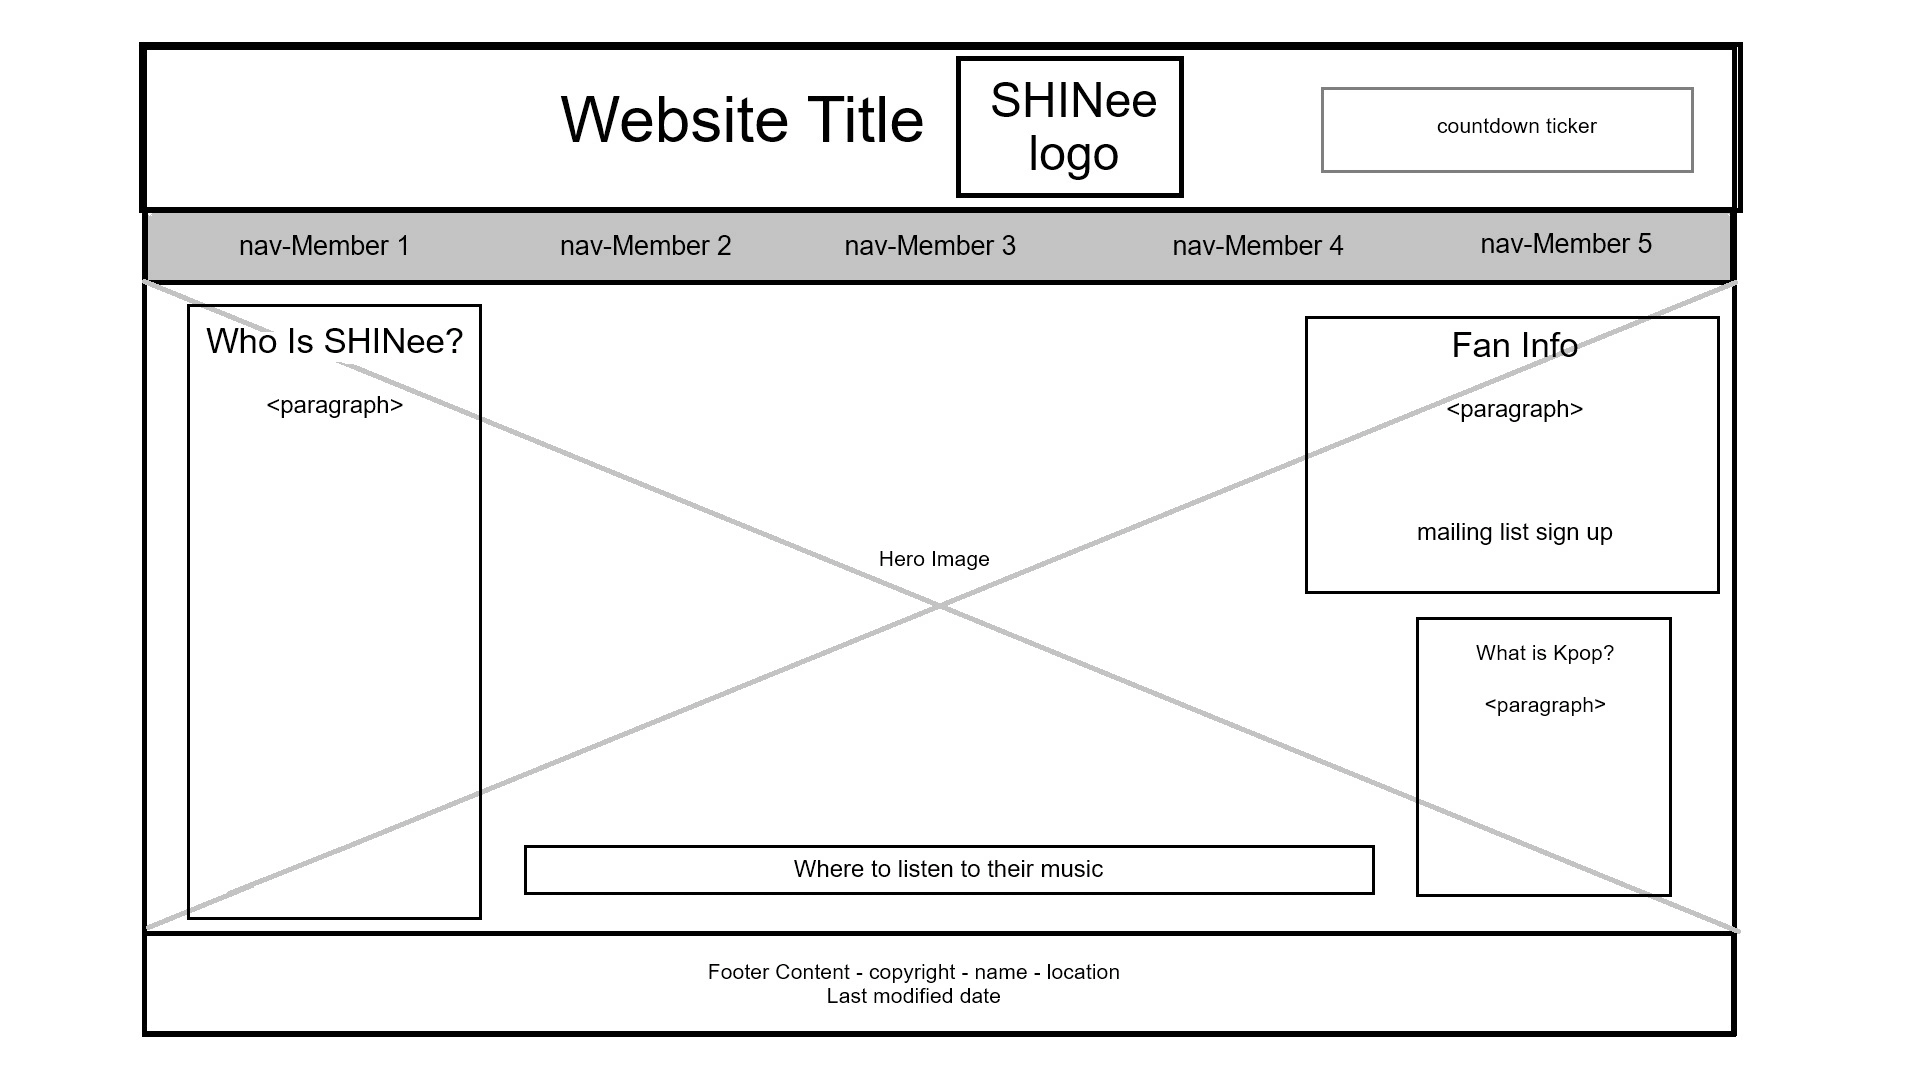 Website Title
SHINee
logo
countdown ticker
nav-Member 1
nav-Member 2
nav-Member 3
nav-Member 4
nav-Member 5
Who Is SHINee?
<paragraph>
Hero Image
Fan Info
<paragraph>
mailing list sign up
What is Kpop?
<paragraph>
Where to listen to their music
Footer Content - copyright - name - location
Last modified date